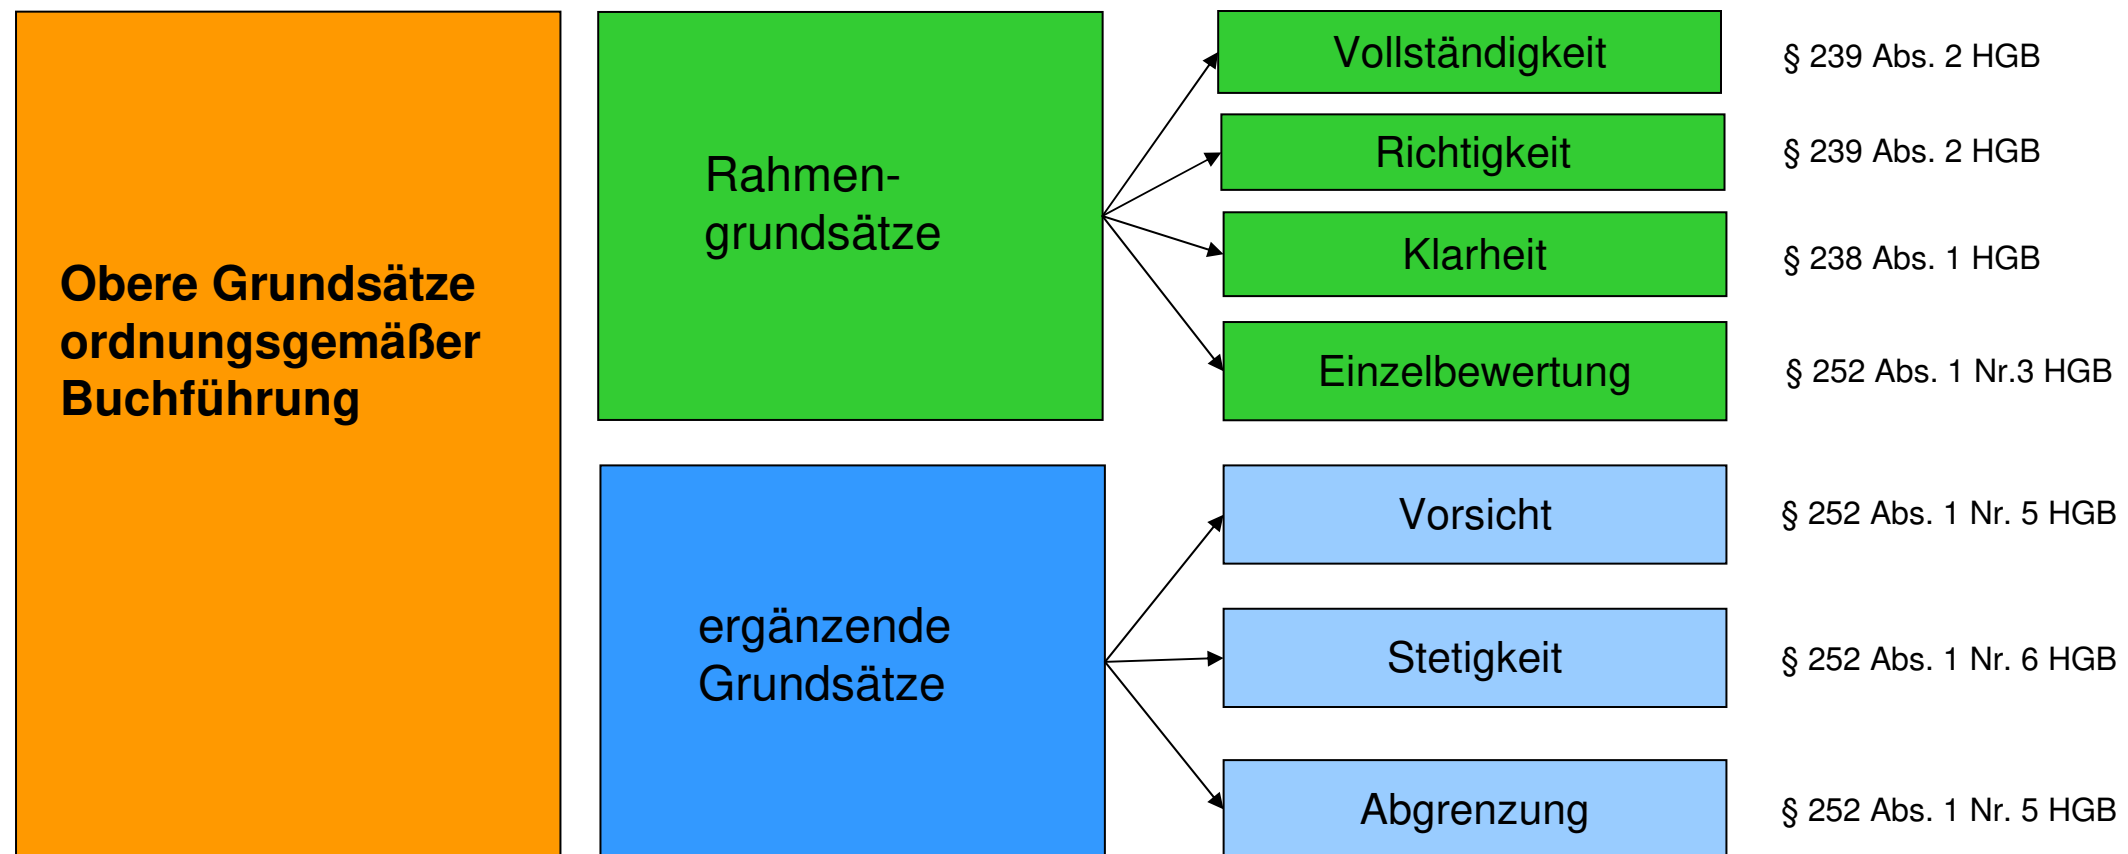 Obere Grundsätze
ordnungsgemäßer
Buchführung
Rahmen-
grundsätze
Vollständigkeit
§ 239 Abs. 2 HGB
Richtigkeit
§ 239 Abs. 2 HGB
Klarheit
§ 238 Abs. 1 HGB
Einzelbewertung
§ 252 Abs. 1 Nr.3 HGB
ergänzende
Grundsätze
Vorsicht
§ 252 Abs. 1 Nr. 5 HGB
Stetigkeit
§ 252 Abs. 1 Nr. 6 HGB
Abgrenzung
§ 252 Abs. 1 Nr. 5 HGB